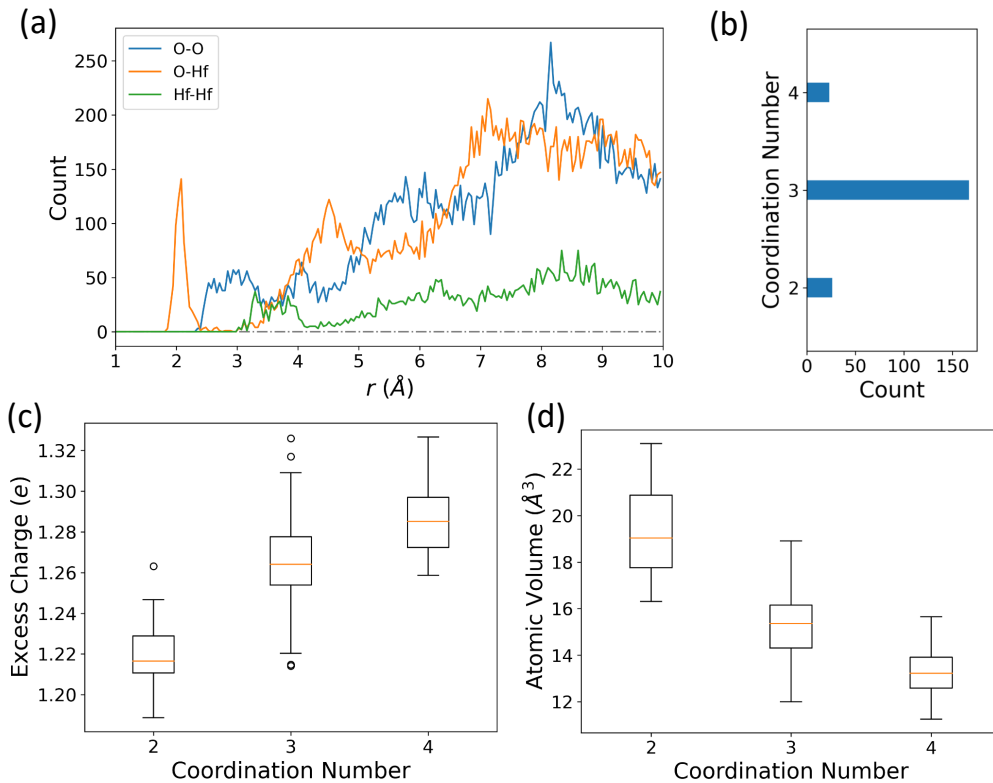 (a)
Count
250
200
150
100
50
0
O-O
O-Hf
Hf-Hf
1 2 3 4 5 6 7 8 9 10
r (Å)
(b)
Coordination Number
4
3
2
0 50 100 150
Count
(c)
Excess Charge (e)
1.32
1.30
1.28
1.26
1.24
1.22
1.20
2 3 4
Coordination Number
(d)
Atomic Volume (Å³)
22
20
18
16
14
12
2 3 4
Coordination Number